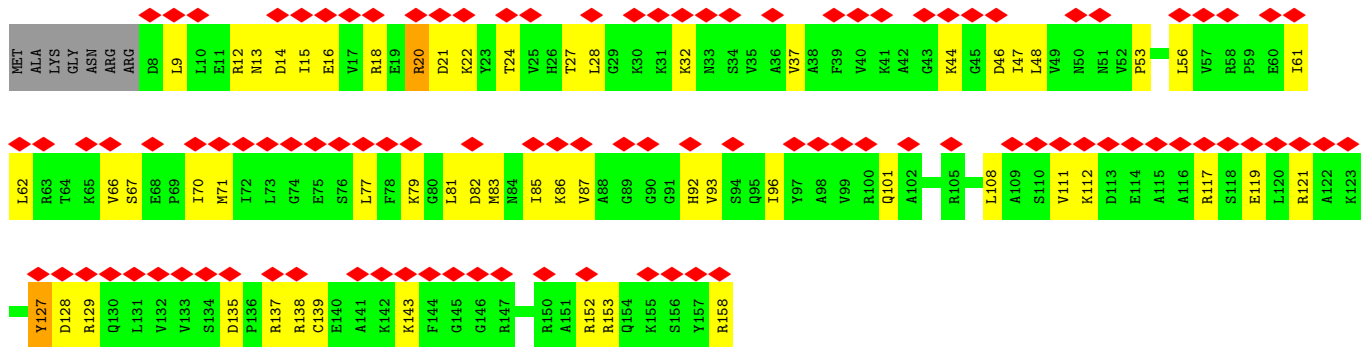 MET ALA LYS GLY ASN ARG ARG D8 L9 L10 E11 R12 N13 D14 I15 E16 V17 R18 E19 R20 D21 K22 Y23 T24 V25 H26 T27 L28 G29 K30 K31 K32 N33 S34 V35 A36 V37 A38 F39 V40 K41 A42 G43 K44 G45 D46 I47 L48 V49 N50 N51 V52 P53 L56 V57 R58 P59 E60 I61
L62 R63 T64 K65 V66 S67 E68 P69 I70 M71 I72 L73 G74 E75 S76 L77 F78 K79 G80 L81 D82 M83 N84 I85 K86 V87 A88 G89 G90 G91 H92 V93 S94 Q95 I96 Y97 A98 V99 R100 Q101 A102 R105 L108 A109 S110 V111 K112 D113 E114 A115 A116 R117 S118 E119 L120 R121 A122 K123
Y127 D128 R129 Q130 L131 V132 V133 S134 D135 P136 R137 R138 C139 E140 A141 K142 K143 F144 G145 G146 R147 R150 A151 R152 R153 Q154 K155 S156 Y157 R158